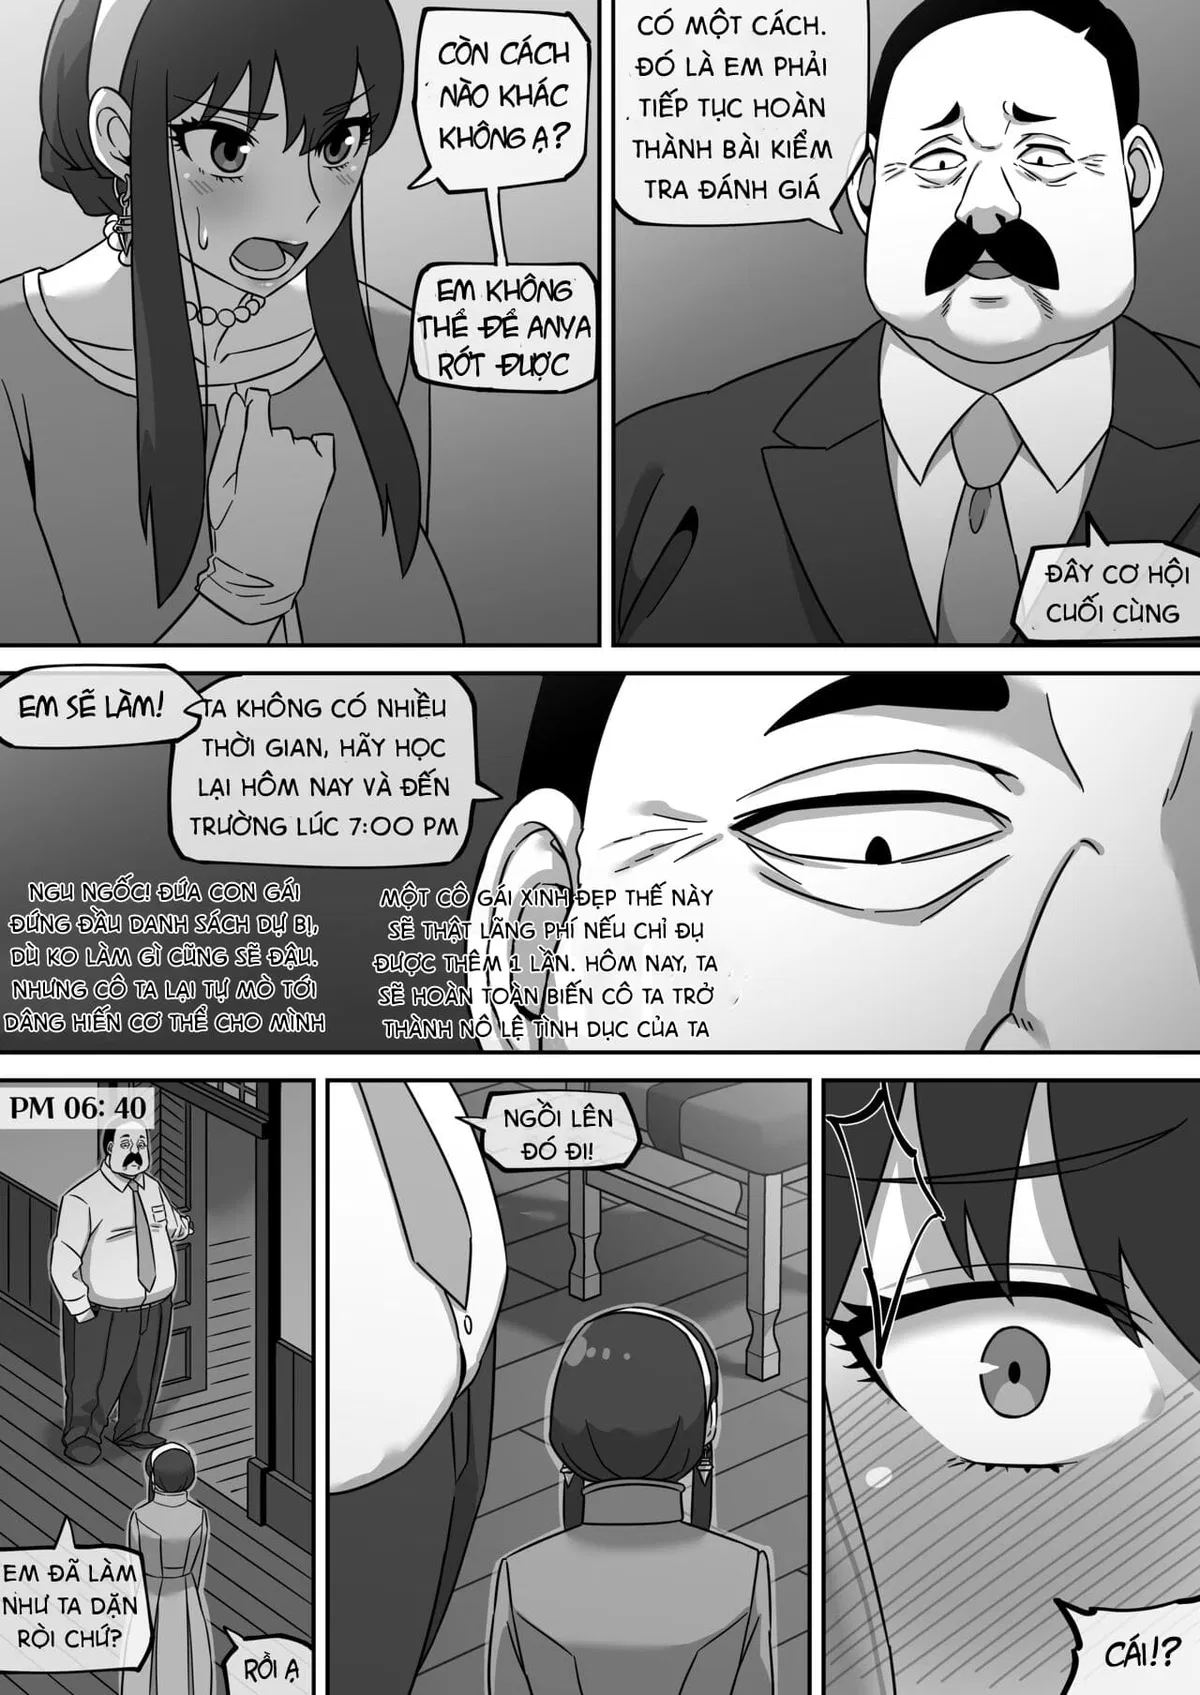 CÒN CÁCH
NÀO KHÁC
KHÔNG Ạ?
EM KHÔNG
THỂ ĐỂ ANYA
RỚT ĐƯỢC
CÓ MỘT CÁCH.
ĐÓ LÀ EM PHẢI
TIẾP TỤC HOÀN
THÀNH BÀI KIỂM
TRA ĐÁNH GIÁ
ĐÂY CƠ HỘI
CUỐI CÙNG
EM SẼ LÀM!
TA KHÔNG CÓ NHIỀU
THỜI GIAN, HÃY HỌC
LẠI HÔM NAY VÀ ĐẾN
TRƯỜNG LÚC 7:00 PM
NGU NGỐC! ĐỨA CON GÁI
ĐỨNG ĐẦU DANH SÁCH DỰ BỊ,
DÙ KO LÀM GÌ CŨNG SẼ ĐẬU.
NHƯNG CÔ TA LẠI TỰ MÒ TỚI
DÂNG HIẾN CƠ THỂ CHO MÌNH
MỘT CÔ GÁI XINH ĐẸP THẾ NÀY
SẼ THẬT LÃNG PHÍ NẾU CHỈ ĐỤ
ĐƯỢC THÊM 1 LẦN. HÔM NAY, TA
SẼ HOÀN TOÀN BIẾN CÔ TA TRỞ
THÀNH NÔ LỆ TÌNH DỤC CỦA TA
PM 06: 40
EM ĐÃ LÀM
NHƯ TA DẶN
RỒI CHỨ?
RỒI Ạ
NGỒI LÊN
ĐÓ ĐI!
CÁI!?